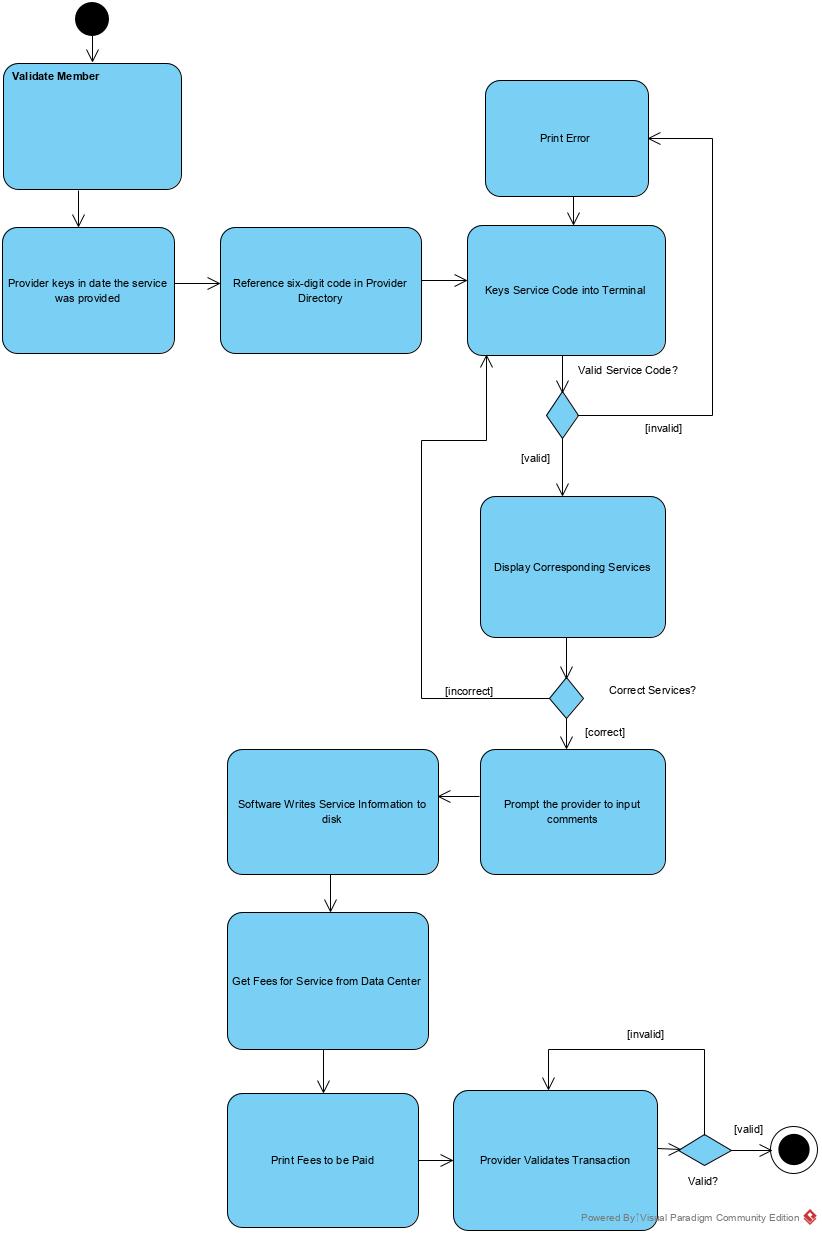 Validate Member
Print Error
Provider keys in date the service
was provided
Reference six-digit code in Provider
Directory
Keys Service Code into Terminal
Valid Service Code?
[invalid]
[valid]
Display Corresponding Services
[incorrect]
Correct Services?
[correct]
Software Writes Service Information to
disk
Prompt the provider to input
comments
Get Fees for Service from Data Center
[invalid]
Print Fees to be Paid
Provider Validates Transaction
[valid]
Valid?
Powered By Visual Paradigm Community Edition